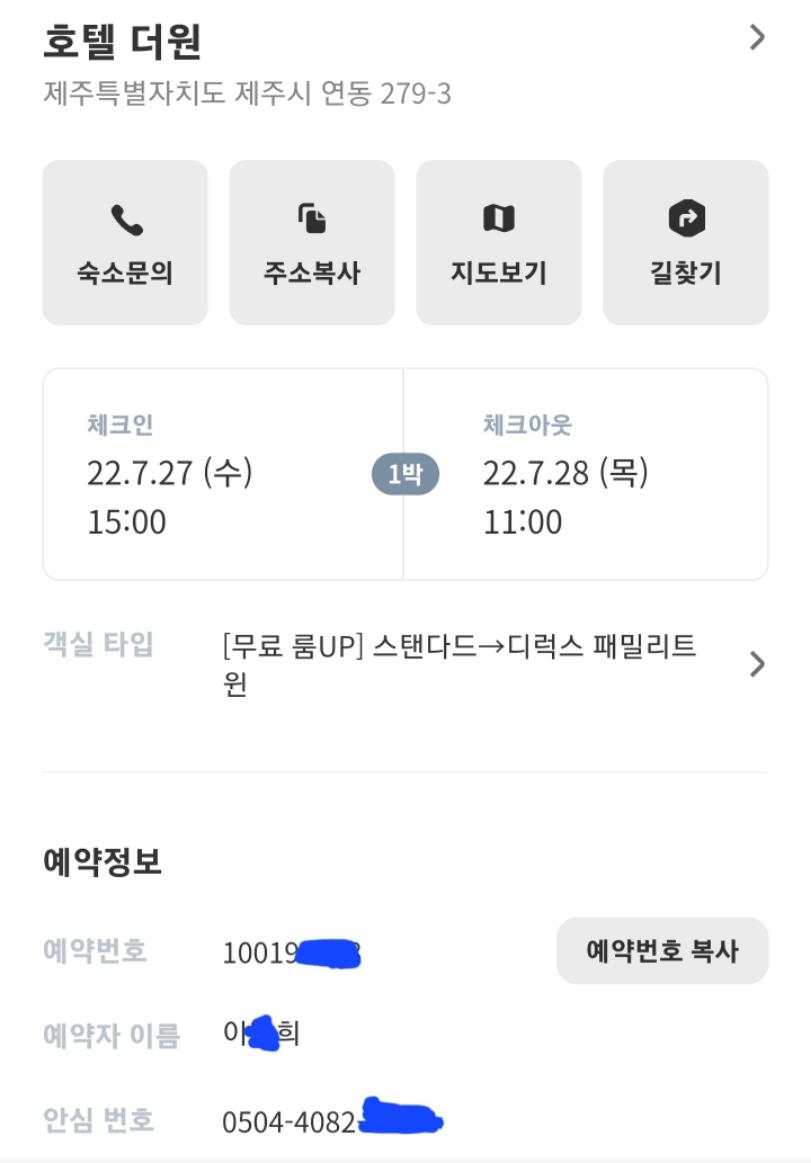 호텔 더원
제주특별자치도 제주시 연동 279-3
숙소문의
주소복사
지도보기
길찾기
체크인
22.7.27 (수)
15:00
1박
체크아웃
22.7.28 (목)
11:00
객실 타입
[무료 룸UP] 스탠다드→디럭스 패밀리트
윈
예약정보
예약번호
10019
예약번호 복사
예약자 이름
이 희
안심 번호
0504-4082-